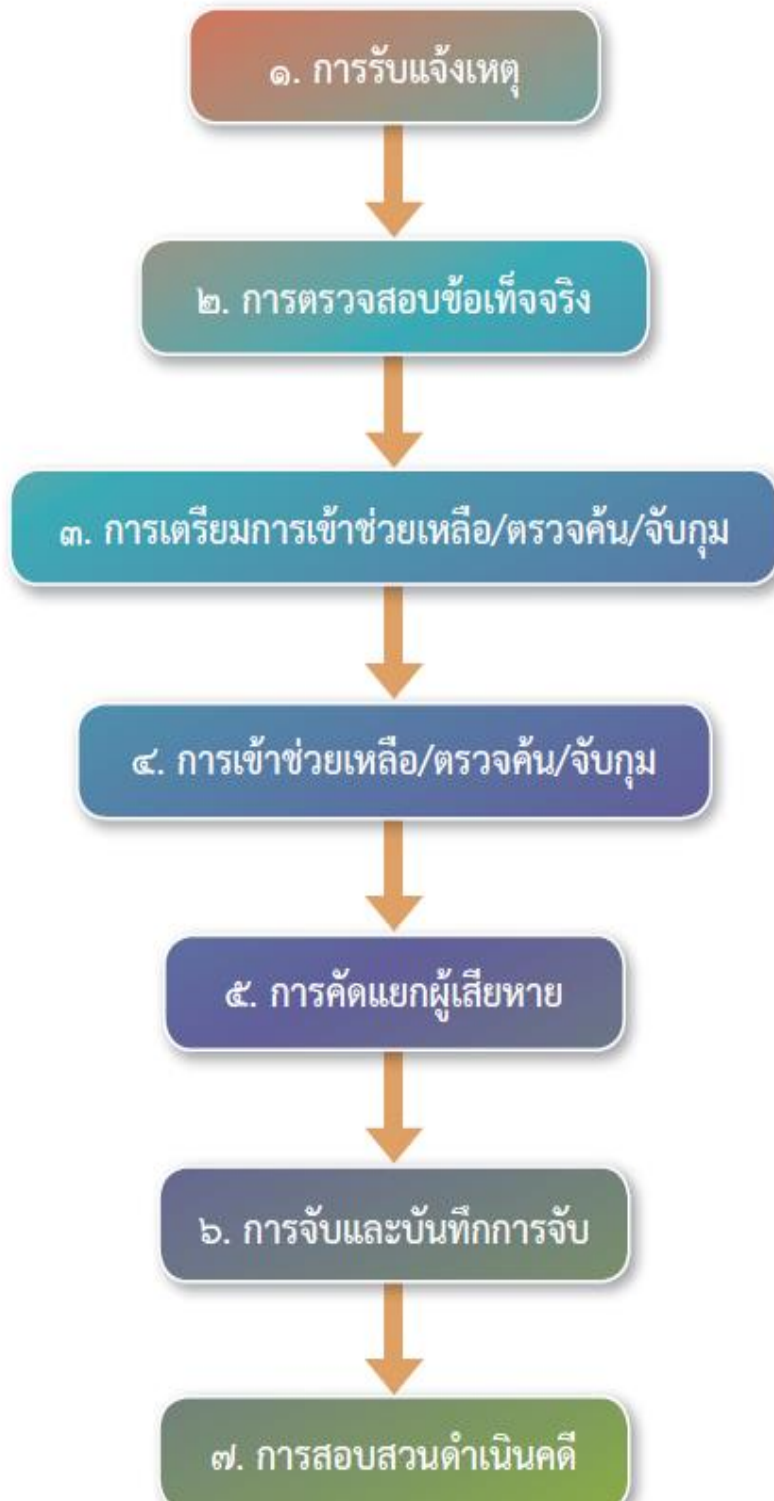 ๑. การรับแจ้งเหตุ
๒. การตรวจสอบข้อเท็จจริง
๓. การเตรียมการเข้าช่วยเหลือ/ตรวจค้น/จับกุม
๔. การเข้าช่วยเหลือ/ตรวจค้น/จับกุม
๕. การคัดแยกผู้เสียหาย
๖. การจับและบันทึกการจับ
๗. การสอบสวนดำเนินคดี